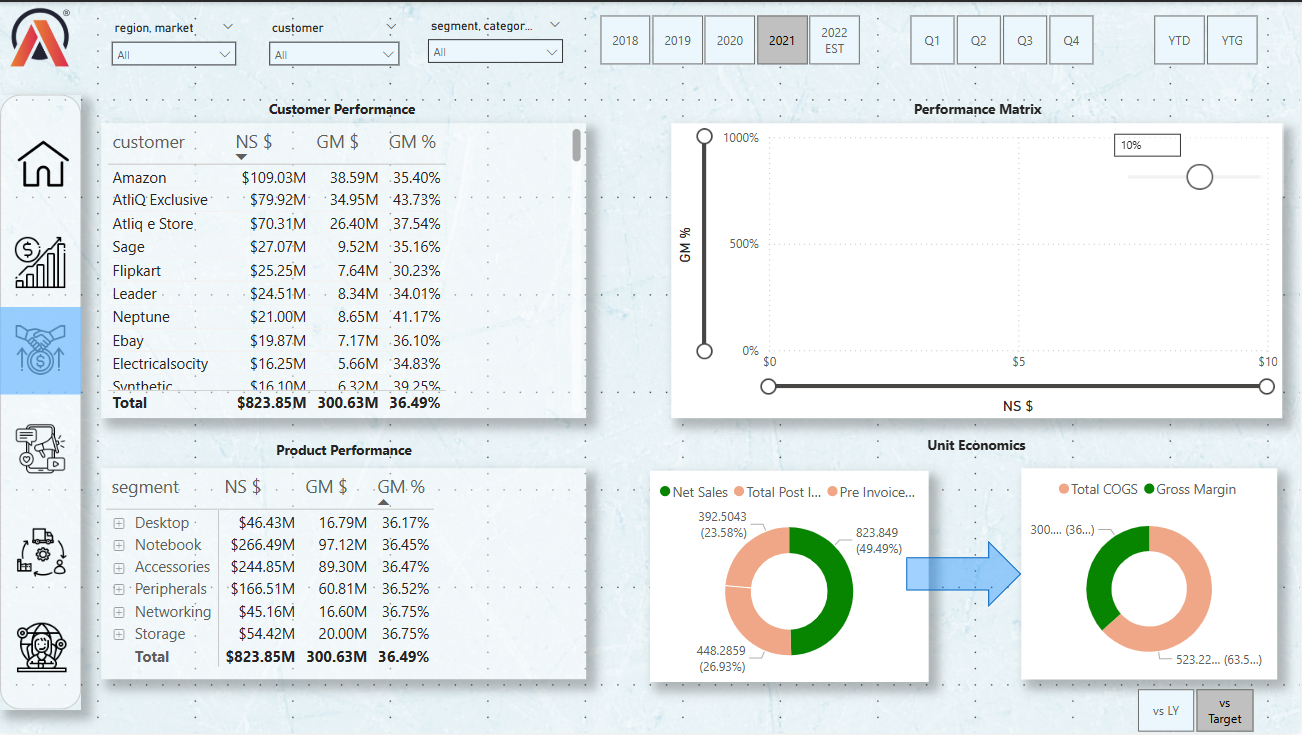 region, market
customer
segment, categor...
All
All
All
2018
2019
2020
2021
2022
EST
Q1
Q2
Q3
Q4
YTD
YTG
Customer Performance
customer NS $ GM $ GM %
Amazon $109.03M 38.59M 35.40%
AtliQ Exclusive $79.92M 34.95M 43.73%
Atliq e Store $70.31M 26.40M 37.54%
Sage $27.07M 9.52M 35.16%
Flipkart $25.25M 7.64M 30.23%
Leader $24.51M 8.34M 34.01%
Neptune $21.00M 8.65M 41.17%
Ebay $19.87M 7.17M 36.10%
Electricalsocity $16.25M 5.66M 34.83%
Synthetic $16.10M 6.32M 39.25%
Total $823.85M 300.63M 36.49%
Performance Matrix
1000%
10%
500%
GM %
0%
$0 $5 $10
NS $
Product Performance
segment NS $ GM $ GM %
Desktop $46.43M 16.79M 36.17%
Notebook $266.49M 97.12M 36.45%
Accessories $244.85M 89.30M 36.47%
Peripherals $166.51M 60.81M 36.52%
Networking $45.16M 16.60M 36.75%
Storage $54.42M 20.00M 36.75%
Total $823.85M 300.63M 36.49%
Unit Economics
Net Sales Total Post I... Pre Invoice...
392.5043
(23.58%)
823.849
(49.49%)
448.2859
(26.93%)
Total COGS Gross Margin
300.... (36...)
523.22... (63.5...)
vs LY
vs
Target